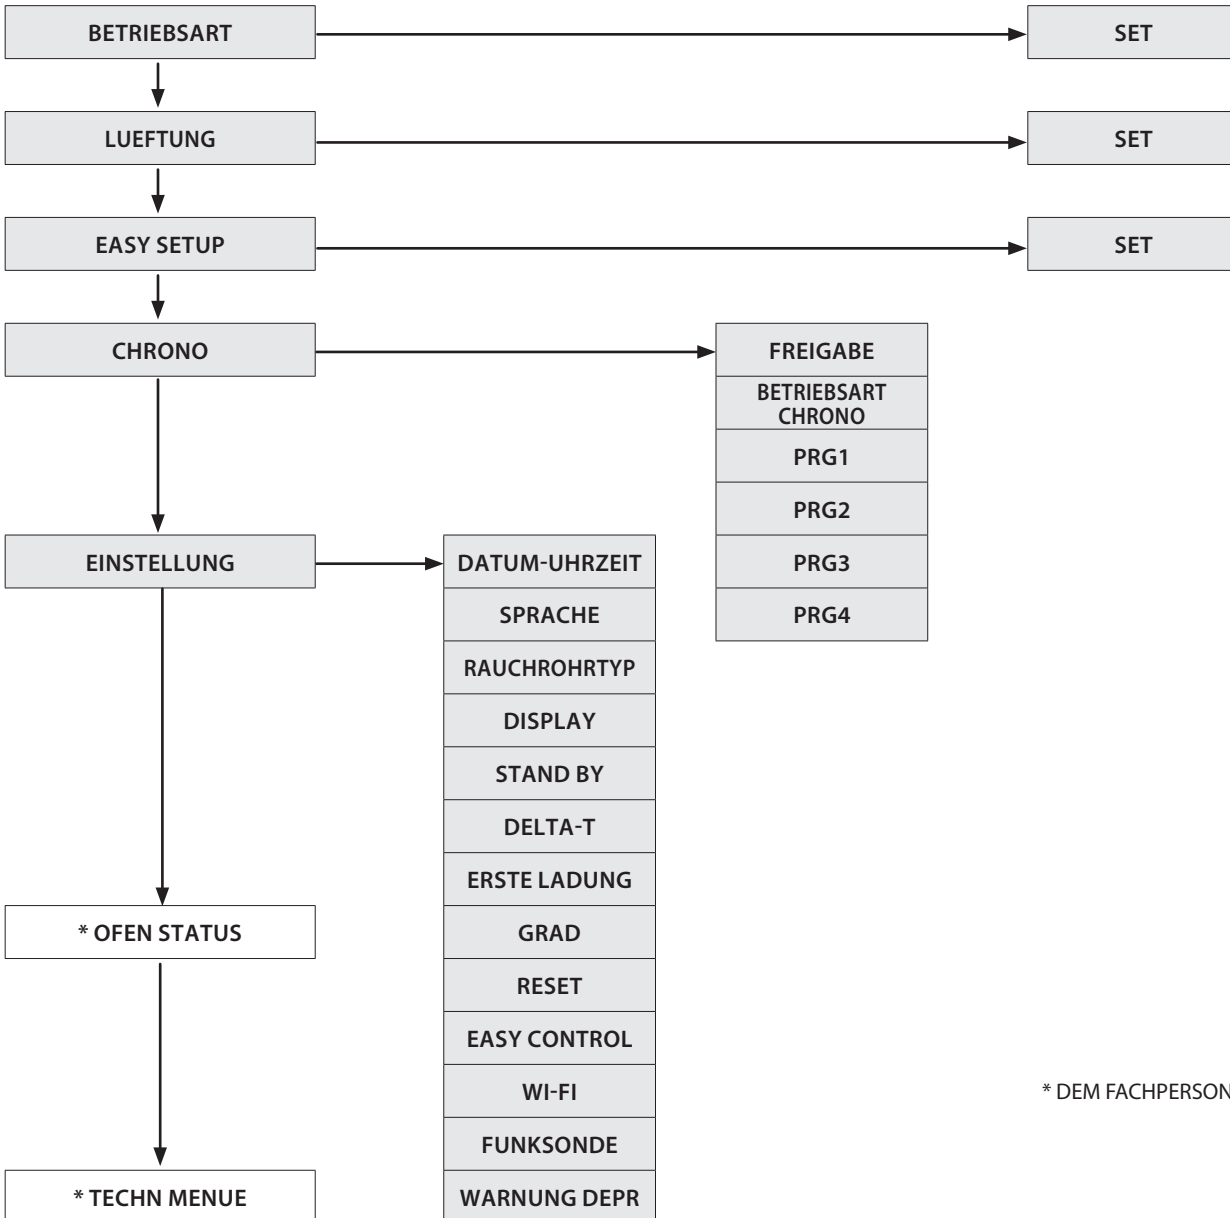 BETRIEBSART
SET
LUEFTUNG
SET
EASY SETUP
SET
CHRONO
FREIGABE
BETRIEBSART
CHRONO
PRG1
PRG2
PRG3
PRG4
EINSTELLUNG
DATUM-UHRZEIT
SPRACHE
RAUCHROHRTYP
DISPLAY
STAND BY
DELTA-T
ERSTE LADUNG
GRAD
RESET
EASY CONTROL
WI-FI
FUNKSONDE
WARNUNG DEPR
* OFEN STATUS
* TECHN MENUE
* DEM FACHPERSON